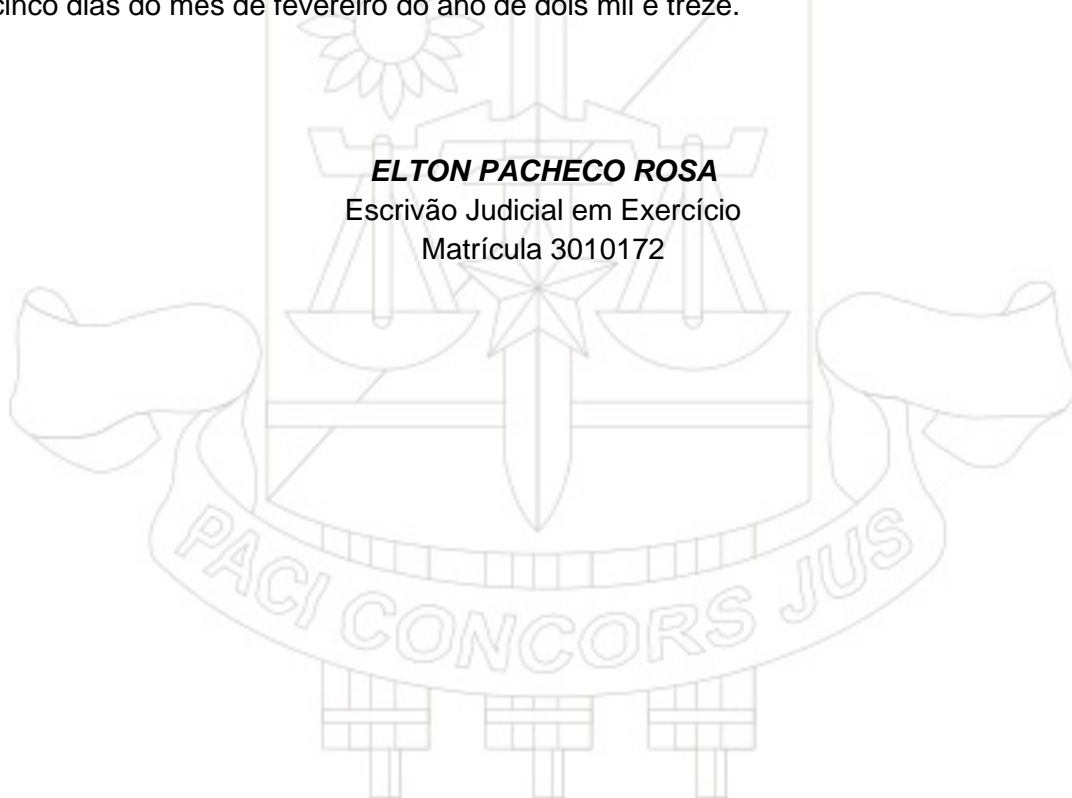 cinco dias do mês de fevereiro do ano de dois mil e treze.
ELTON PACHECO ROSA
Escrivão Judicial em Exercício
Matrícula 3010172
PACI CONCORS JUS